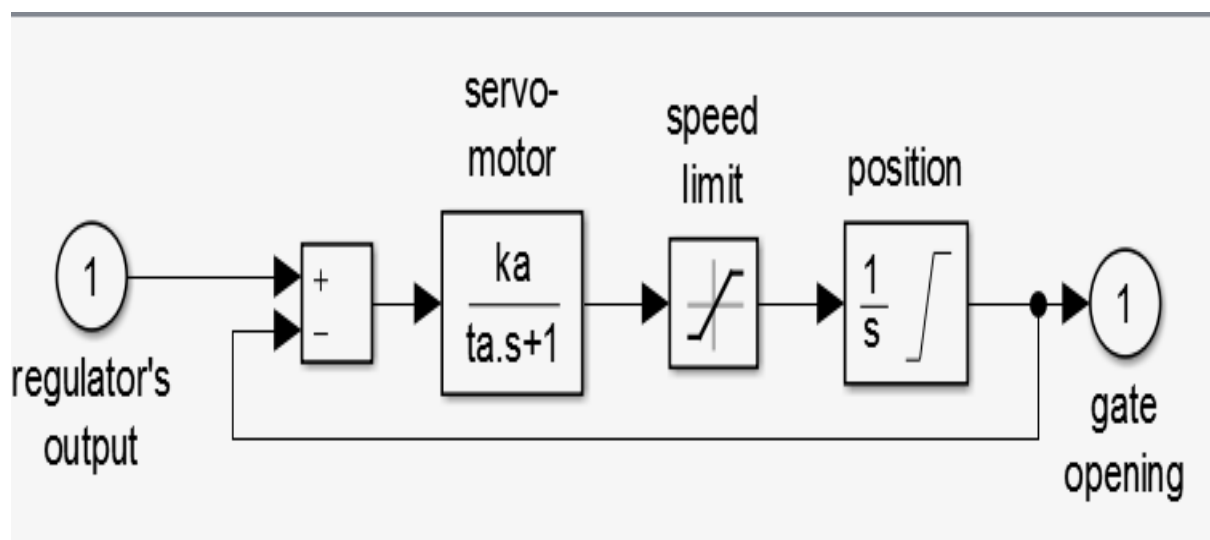 servo-
motor
speed
limit
position
1
regulator's
output
+
−
ka
ta.s+1
1
s
1
gate
opening